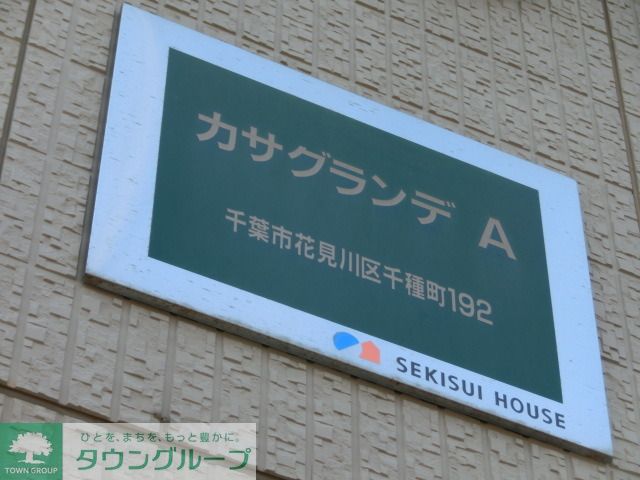 カサグランデ A
千葉市花見川区千種町192
SEKISUI HOUSE
TOWN GROUP
ひとを、まちを、もっと豊かに。
タウングループ